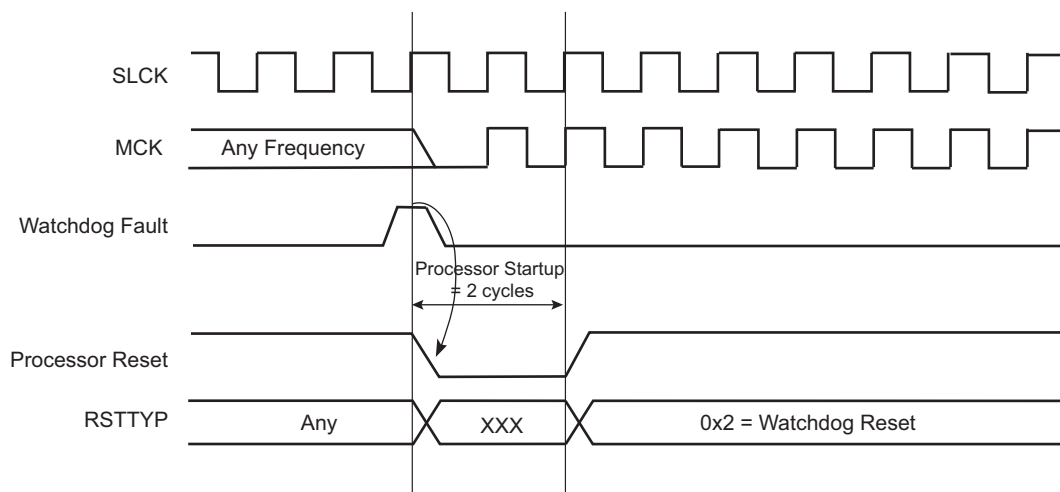 SLCK
MCK
Any Frequency
Watchdog Fault
Processor Startup
= 2 cycles
Processor Reset
RSTTYP
Any
XXX
0x2 = Watchdog Reset